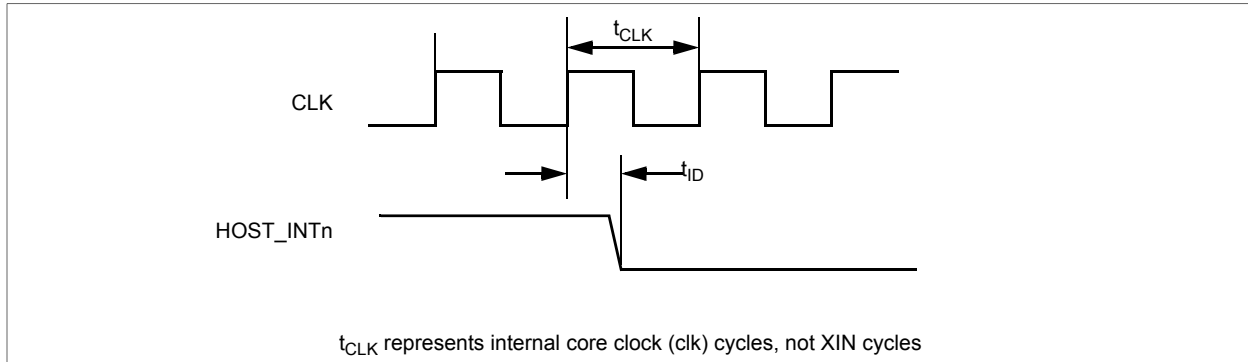 tCLK
CLK
tID
HOST_INTn
tCLK represents internal core clock (clk) cycles, not XIN cycles